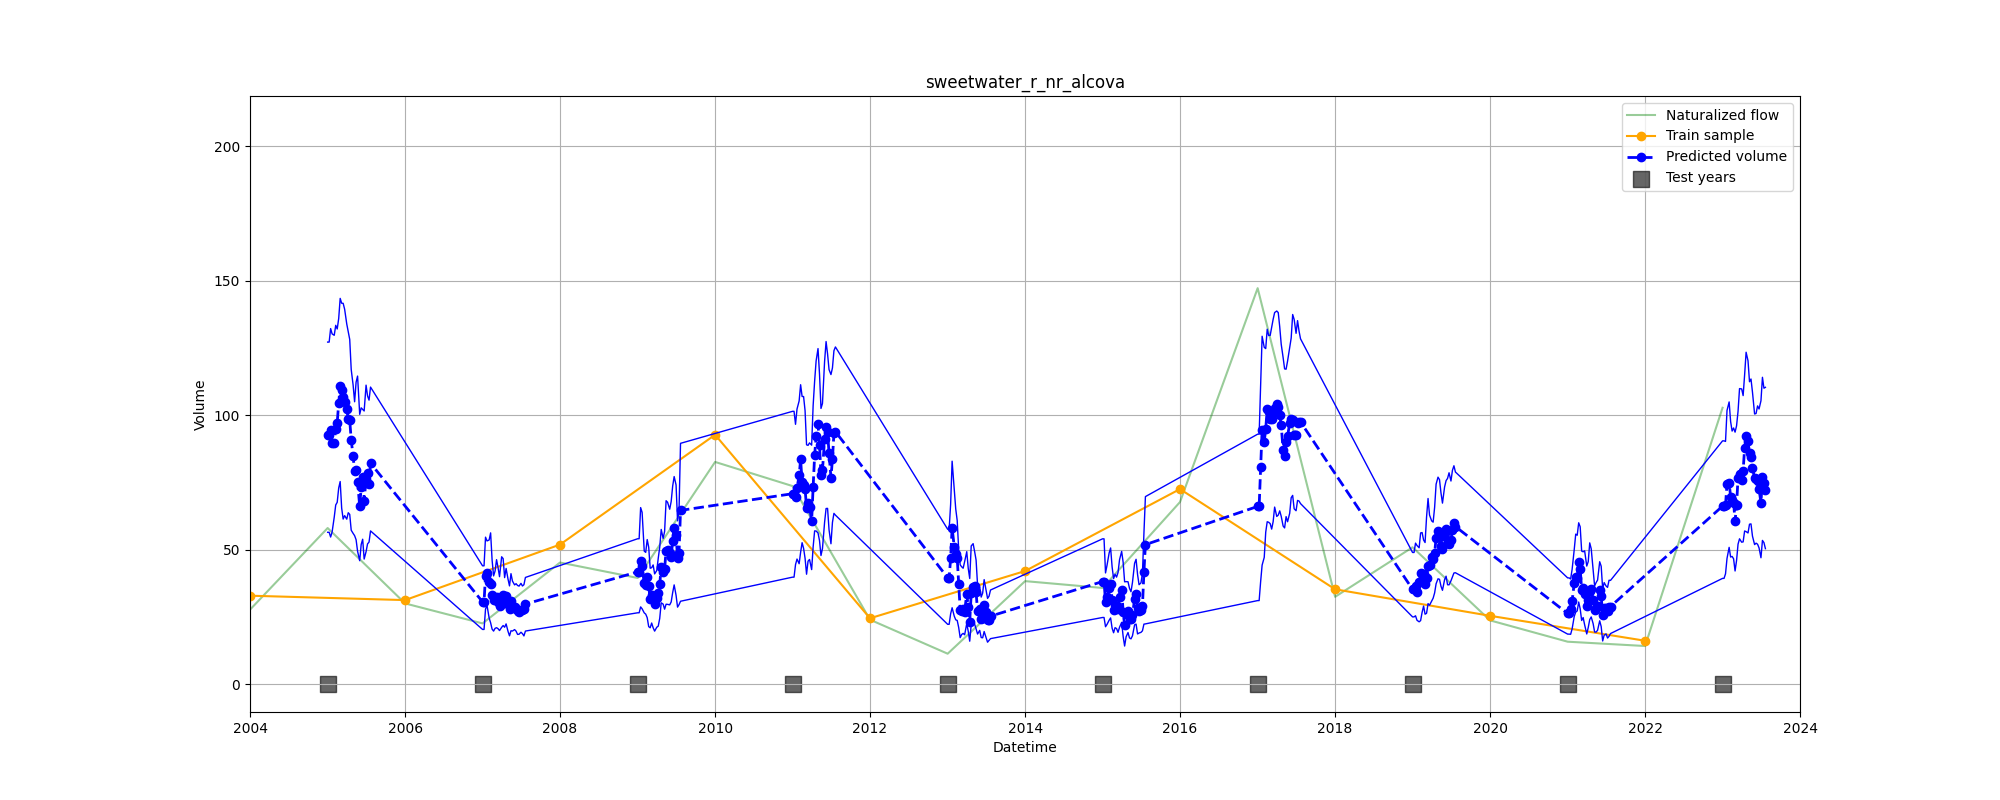 sweetwater_r_nr_alcova
Naturalized flow
Train sample
Predicted volume
Test years
200
150
100
50
0
Volume
2004 2006 2008 2010 2012 2014 2016 2018 2020 2022 2024
Datetime